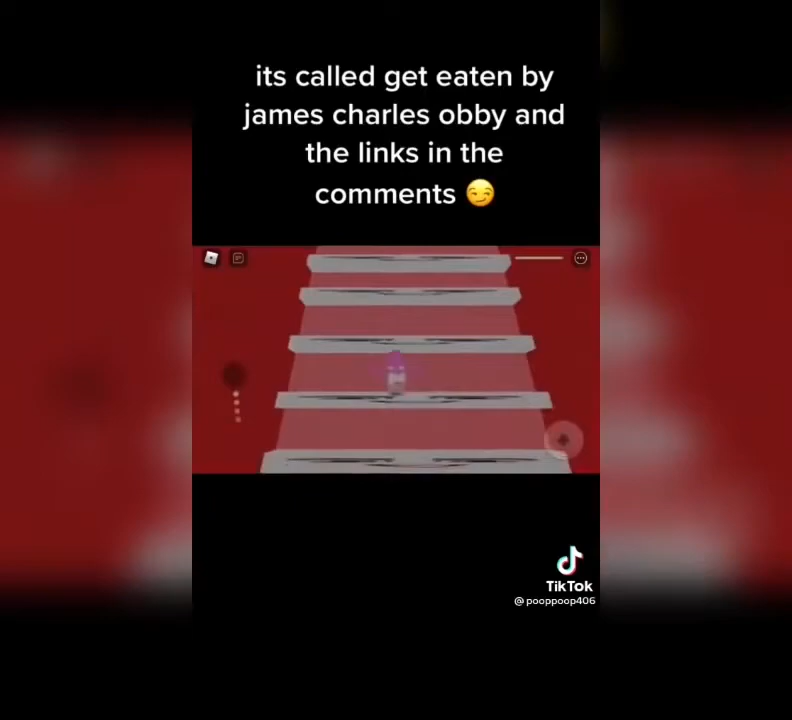 its called get eaten by
james charles obby and
the links in the
comments 😏
TikTok
@pooppoop406